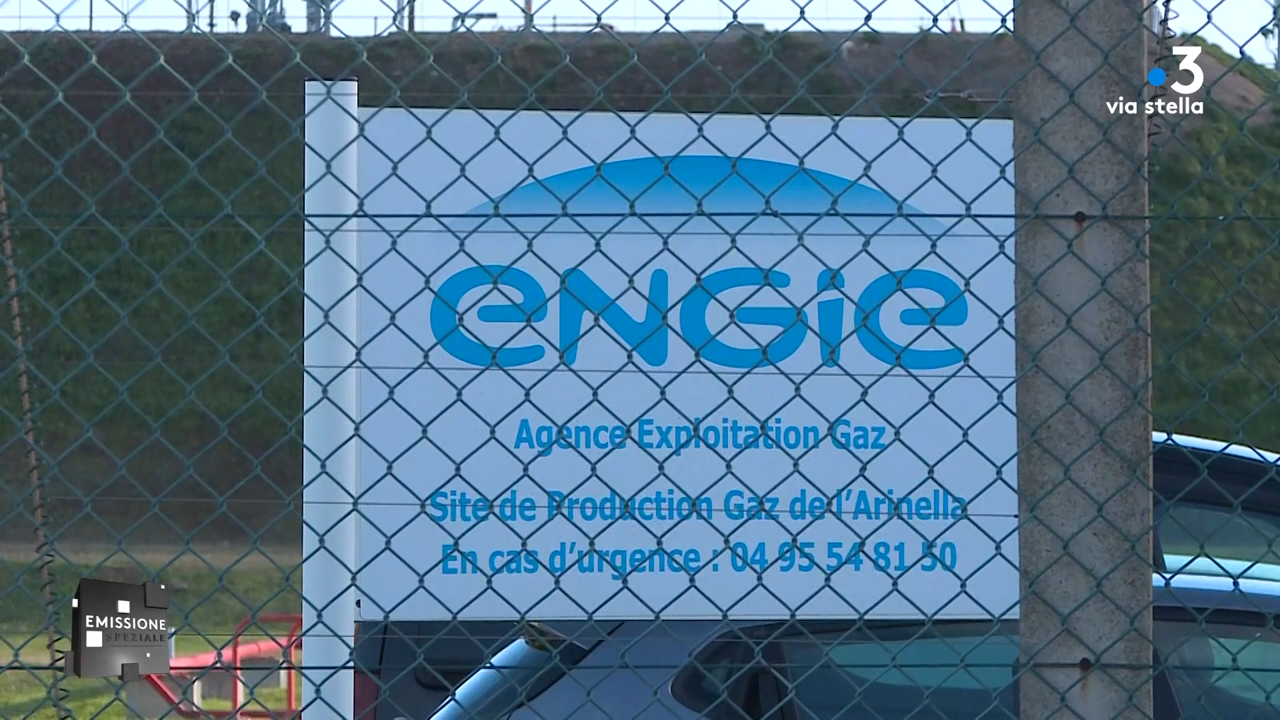 3
via stella
ENGiE
Agence Exploitation Gaz
Site de Production Gaz de l'Arinella
En cas d'urgence : 04 95 54 81 50
EMISSIONE
SPEZIALE